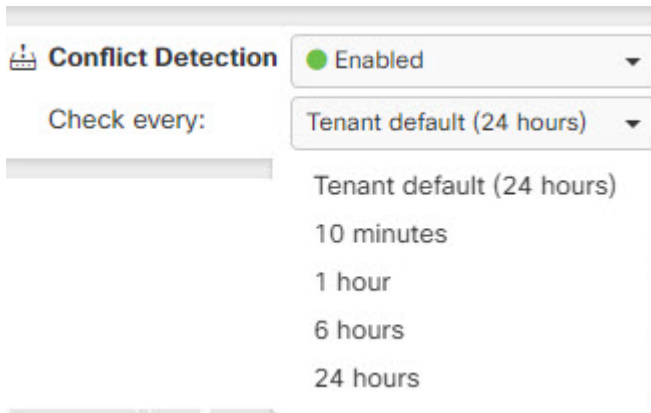 Conflict Detection Enabled
Check every: Tenant default (24 hours)
Tenant default (24 hours)
10 minutes
1 hour
6 hours
24 hours